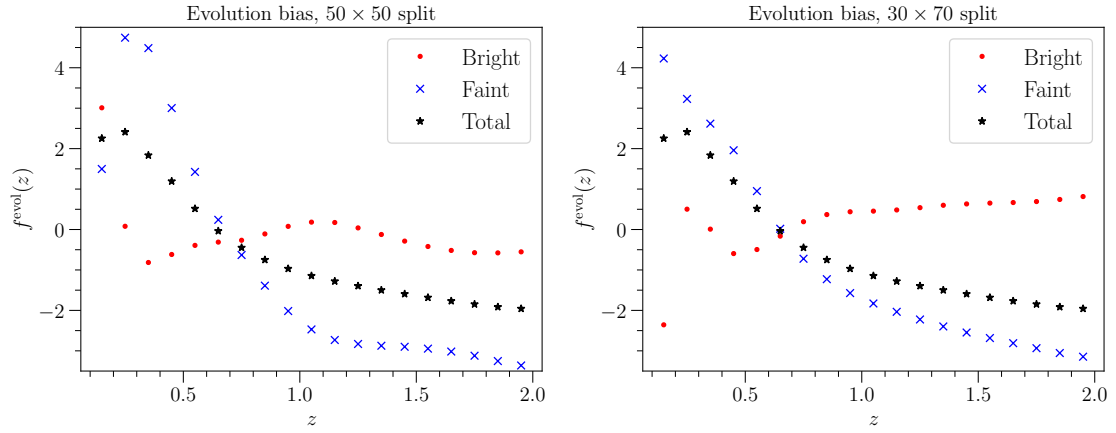 Evolution bias, 50 × 50 split
Bright
Faint
Total
f^evol(z)
4
2
0
−2
0.5
1.0
1.5
2.0
z
Evolution bias, 30 × 70 split
Bright
Faint
Total
f^evol(z)
4
2
0
−2
0.5
1.0
1.5
2.0
z